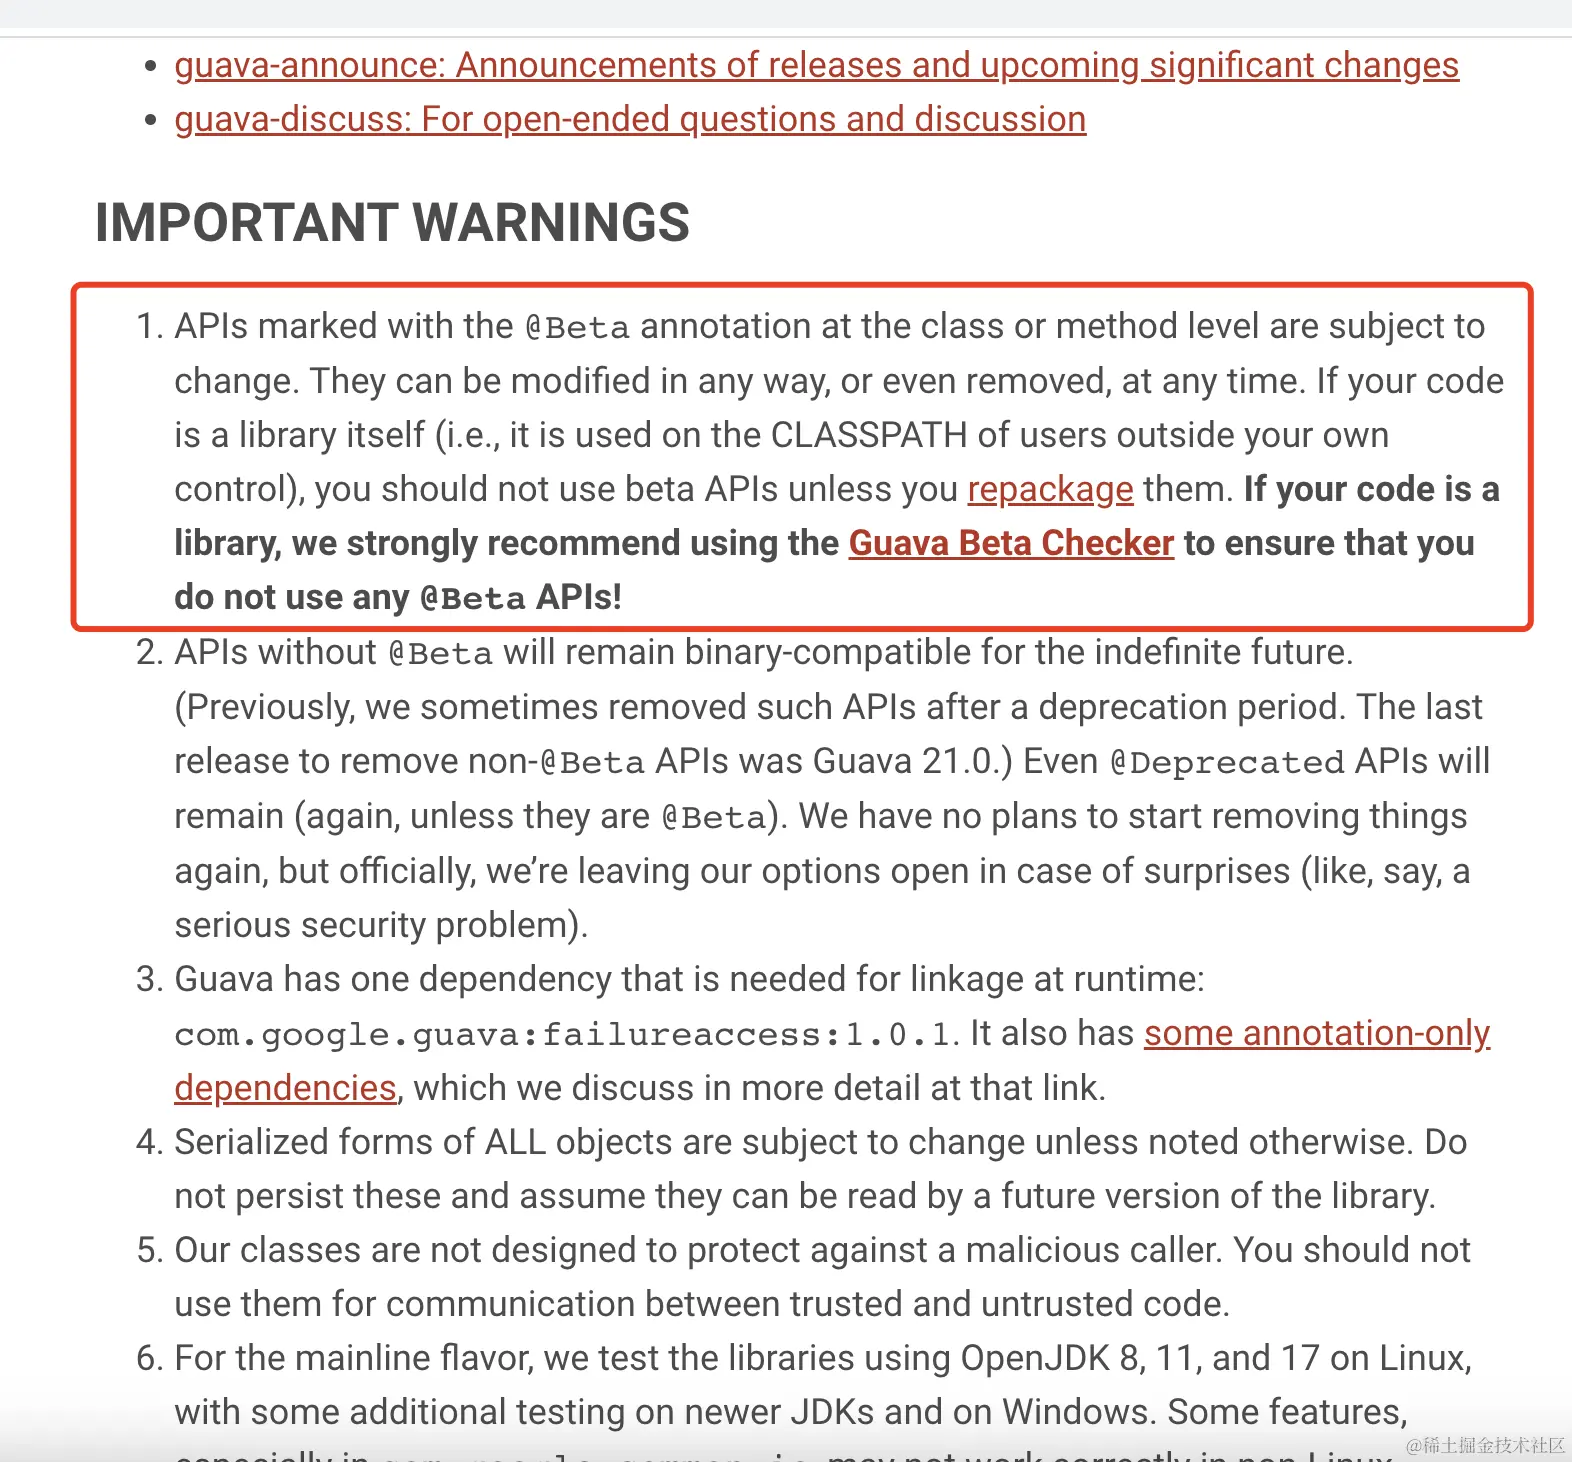 guava-announce: Announcements of releases and upcoming significant changes
guava-discuss: For open-ended questions and discussion
IMPORTANT WARNINGS
1. APIs marked with the @Beta annotation at the class or method level are subject to
change. They can be modified in any way, or even removed, at any time. If your code
is a library itself (i.e., it is used on the CLASSPATH of users outside your own
control), you should not use beta APIs unless you repackage them. If your code is a
library, we strongly recommend using the Guava Beta Checker to ensure that you
do not use any @Beta APIs!
2. APIs without @Beta will remain binary-compatible for the indefinite future.
(Previously, we sometimes removed such APIs after a deprecation period. The last
release to remove non-@Beta APIs was Guava 21.0.) Even @Deprecated APIs will
remain (again, unless they are @Beta). We have no plans to start removing things
again, but officially, we’re leaving our options open in case of surprises (like, say, a
serious security problem).
3. Guava has one dependency that is needed for linkage at runtime:
com.google.guava:failureaccess:1.0.1. It also has some annotation-only
dependencies, which we discuss in more detail at that link.
4. Serialized forms of ALL objects are subject to change unless noted otherwise. Do
not persist these and assume they can be read by a future version of the library.
5. Our classes are not designed to protect against a malicious caller. You should not
use them for communication between trusted and untrusted code.
6. For the mainline flavor, we test the libraries using OpenJDK 8, 11, and 17 on Linux,
with some additional testing on newer JDKs and on Windows. Some features,
especially in com.google.common.io, may not work correctly in non-Linux
@稀土掘金技术社区